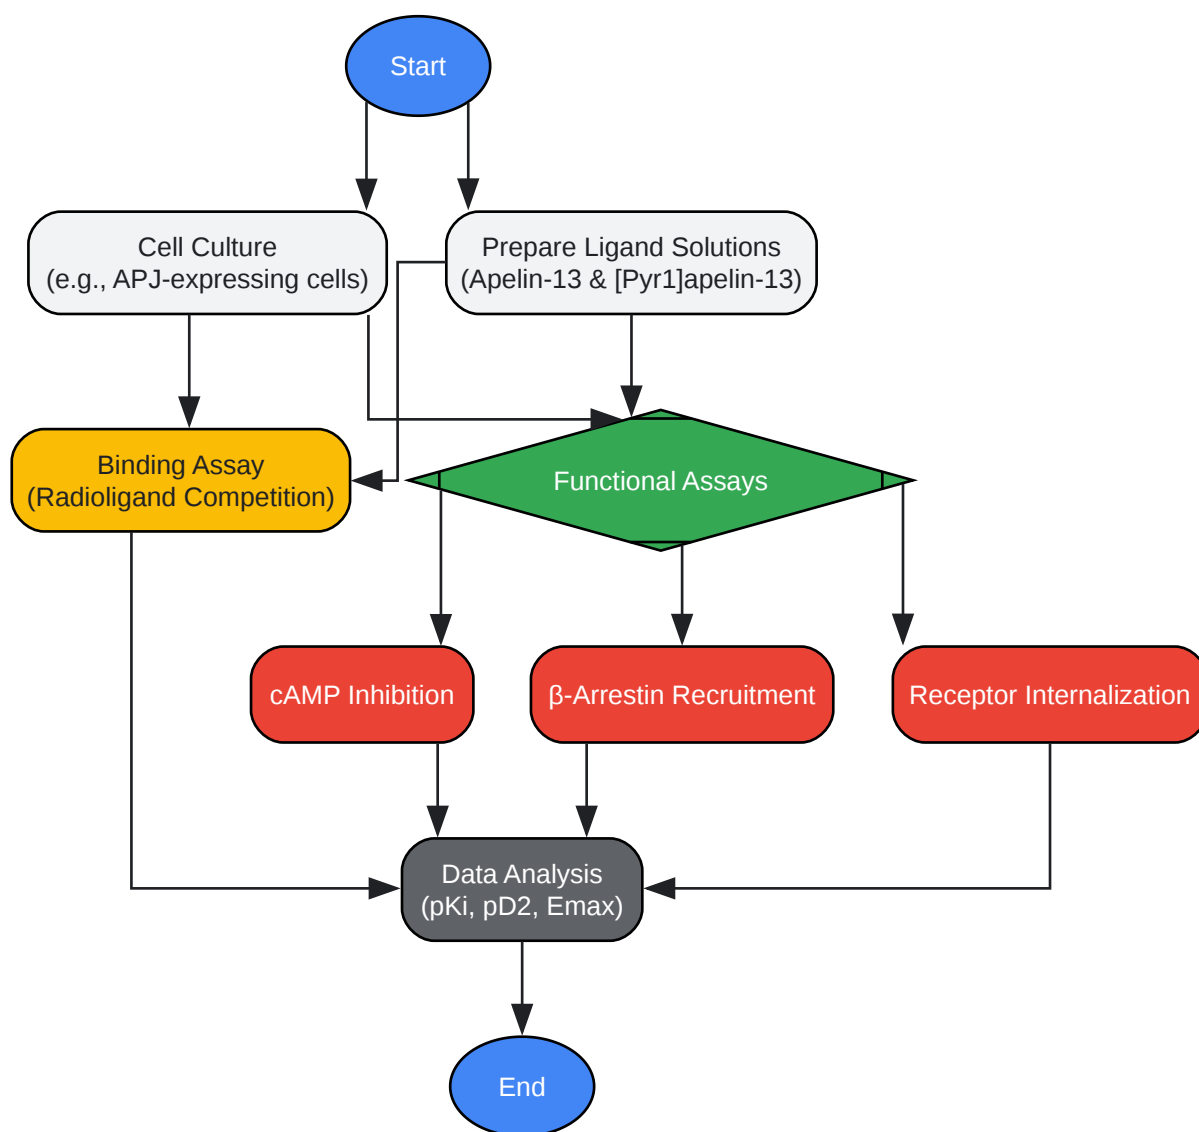 Start
Cell Culture
(e.g., APJ-expressing cells)
Prepare Ligand Solutions
(Apelin-13 & [Pyr1]apelin-13)
Binding Assay
(Radioligand Competition)
Functional Assays
cAMP Inhibition
β-Arrestin Recruitment
Receptor Internalization
Data Analysis
(pKi, pD2, Emax)
End